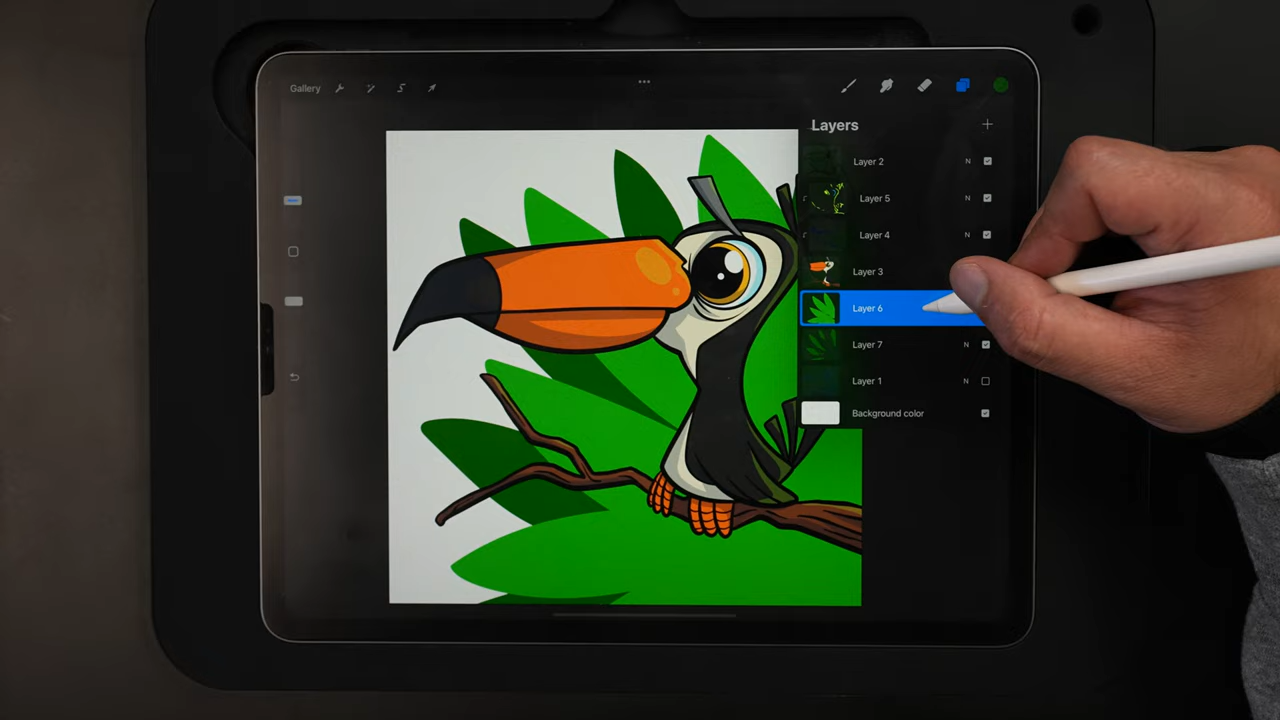 Gallery
Layers
Layer 2 N
Layer 5 N
Layer 4 N
Layer 3
Layer 6
Layer 7 N
Layer 1 N
Background color